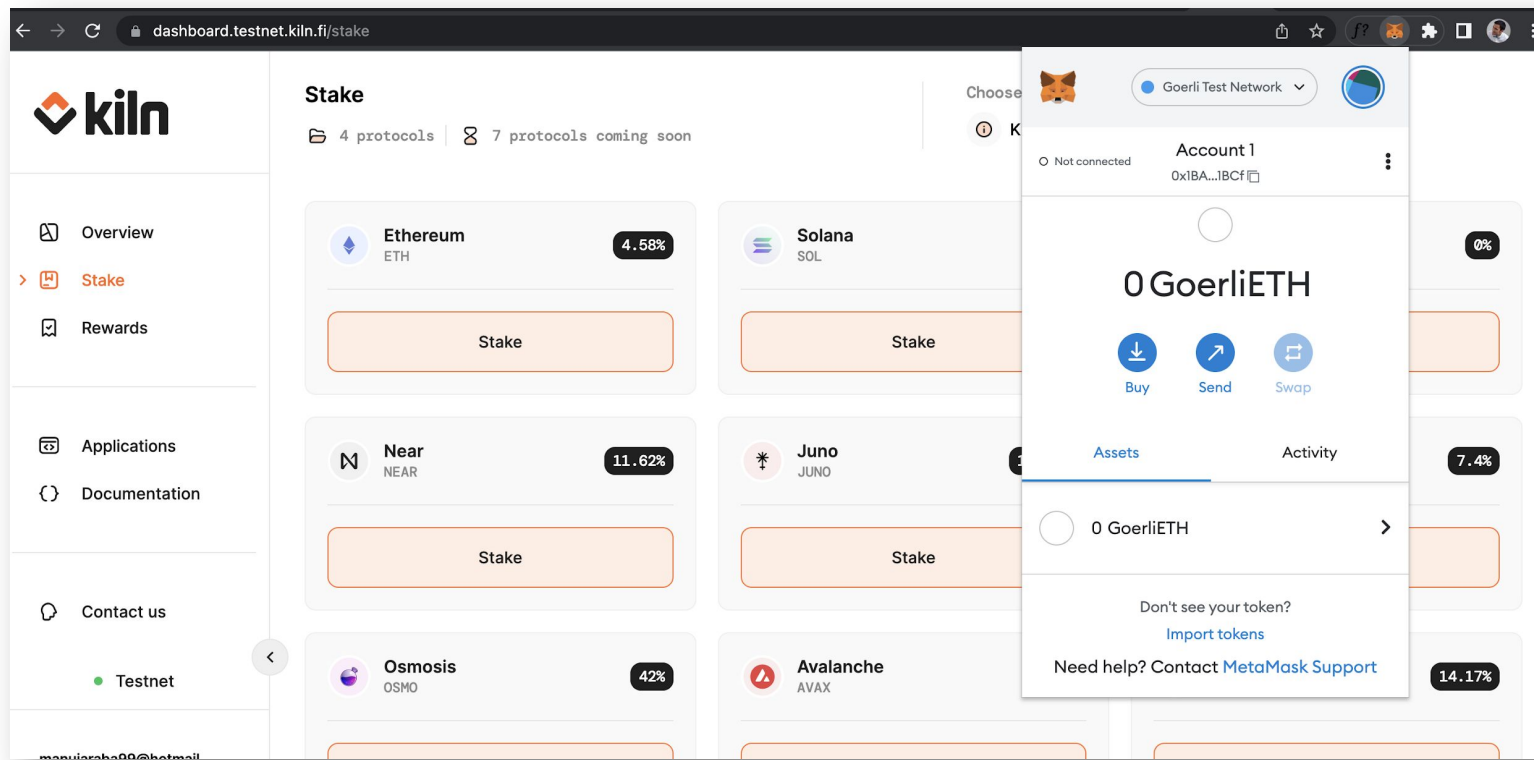 dashboard.testnet.kiln.fi/stake
f?
kiln
Overview
Stake
Rewards
Applications
Documentation
Contact us
Testnet
Stake
4 protocols
7 protocols coming soon
Choose
K
Ethereum
ETH
4.58%
Stake
Solana
SOL
Stake
0%
Near
NEAR
11.62%
Stake
Juno
JUNO
Stake
7.4%
Osmosis
OSMO
42%
Avalanche
AVAX
14.17%
Goerli Test Network
Not connected
Account 1
0x1BA...1BCf
0 GoerliETH
Buy
Send
Swap
Assets
Activity
0 GoerliETH
Don't see your token?
Import tokens
Need help? Contact MetaMask Support